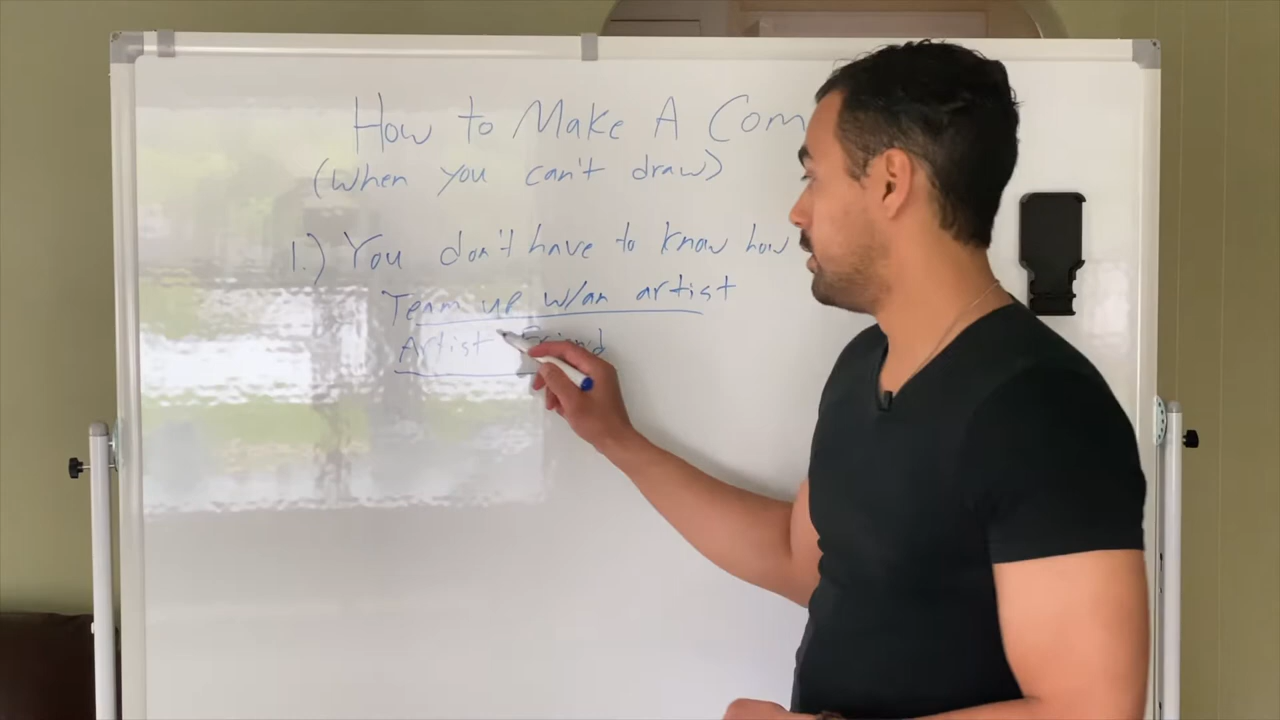 How to Make A Com
(When you can't draw)
1.) You don't have to know how
Team up w/an artist
Artist Friend